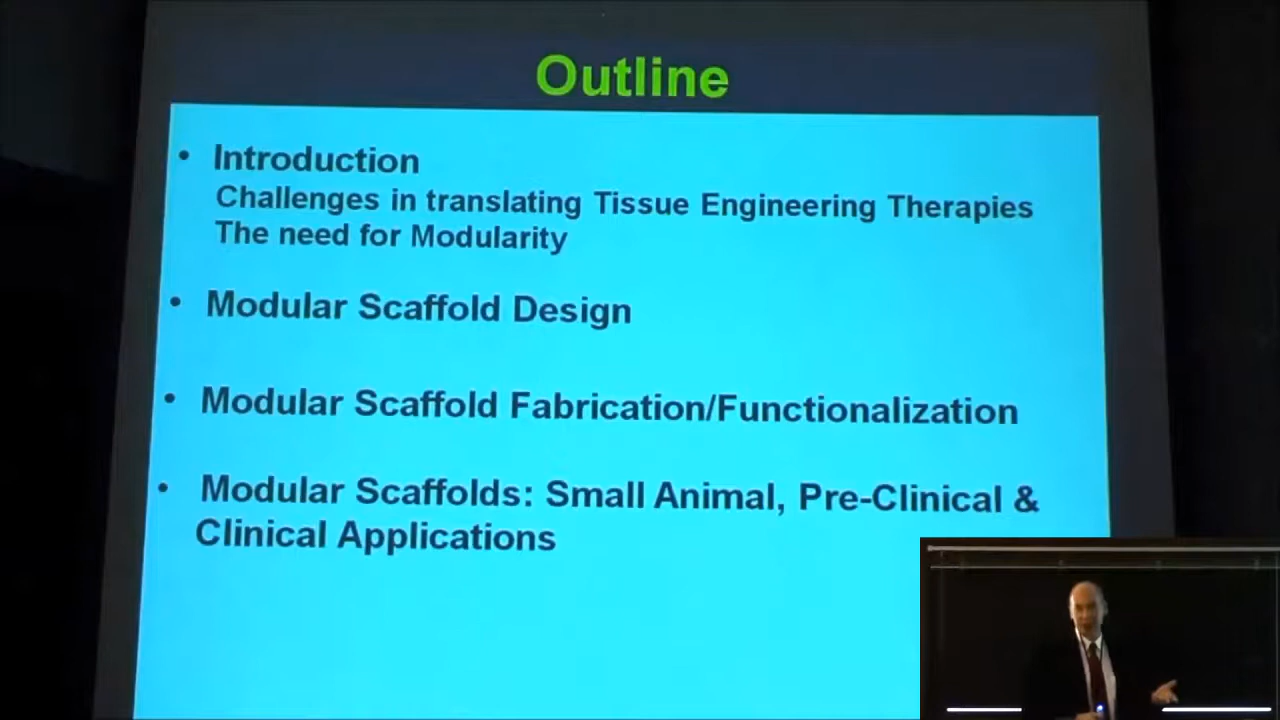 Outline
• Introduction
Challenges in translating Tissue Engineering Therapies
The need for Modularity
• Modular Scaffold Design
• Modular Scaffold Fabrication/Functionalization
• Modular Scaffolds: Small Animal, Pre-Clinical &
Clinical Applications